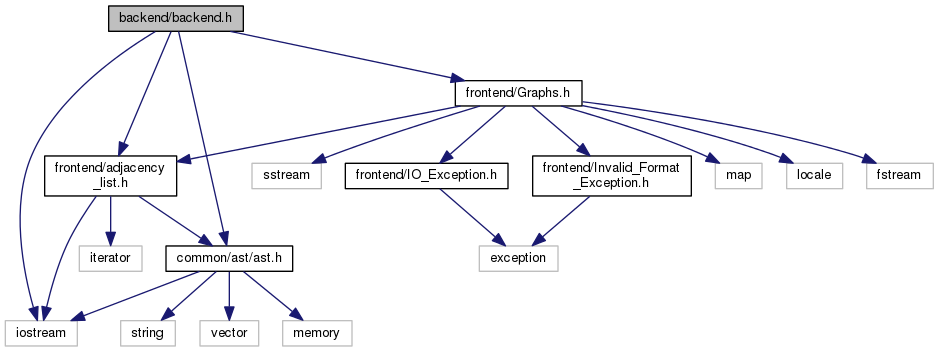 backend/backend.h
frontend/Graphs.h
frontend/adjacency
_list.h
sstream
frontend/IO_Exception.h
frontend/Invalid_Format
_Exception.h
map
locale
fstream
iterator
common/ast/ast.h
exception
iostream
string
vector
memory